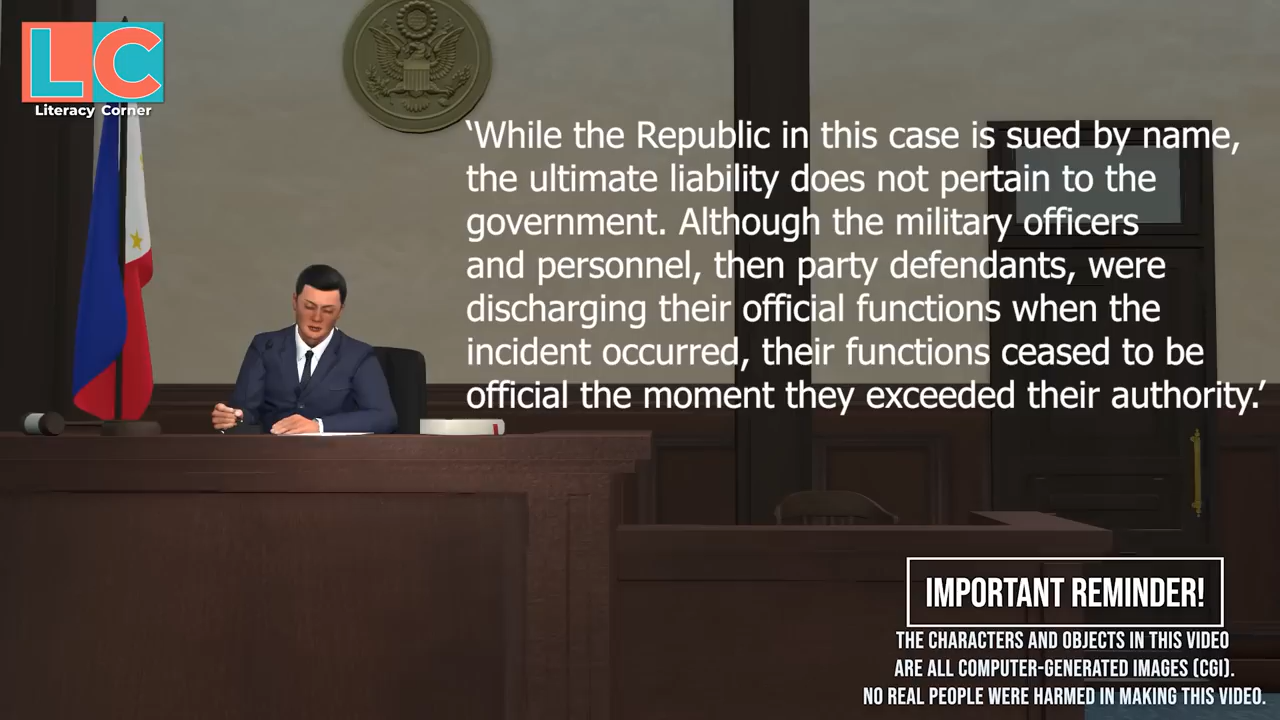 LC
Literacy Corner
‘While the Republic in this case is sued by name,
the ultimate liability does not pertain to the
government. Although the military officers
and personnel, then party defendants, were
discharging their official functions when the
incident occurred, their functions ceased to be
official the moment they exceeded their authority.’
IMPORTANT REMINDER!
THE CHARACTERS AND OBJECTS IN THIS VIDEO
ARE ALL COMPUTER-GENERATED IMAGES (CGI).
NO REAL PEOPLE WERE HARMED IN MAKING THIS VIDEO.